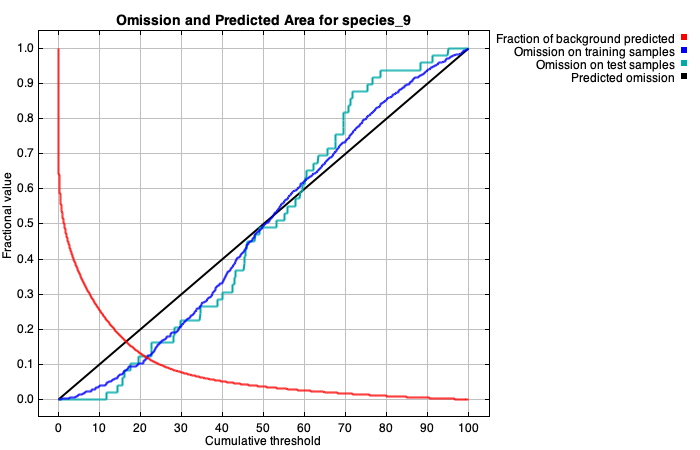 Omission and Predicted Area for species_9
Fraction of background predicted
Omission on training samples
Omission on test samples
Predicted omission
Fractional value
1.0
0.9
0.8
0.7
0.6
0.5
0.4
0.3
0.2
0.1
0.0
0 10 20 30 40 50 60 70 80 90 100
Cumulative threshold